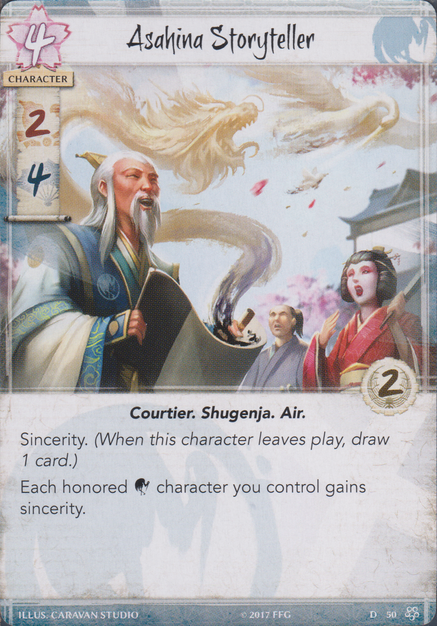 4
Asahina Storyteller
CHARACTER
2
4
2
Courtier. Shugenja. Air.
Sincerity. (When this character leaves play, draw
1 card.)
Each honored character you control gains
sincerity.
ILLUS. CARAVAN STUDIO © 2017 FFG D 50